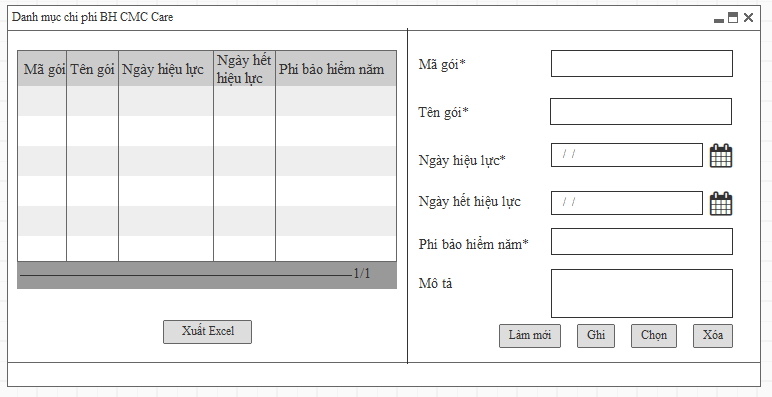 Danh mục chi phí BH CMC Care
Mã gói Tên gói Ngày hiệu lực Ngày hết hiệu lực Phí bảo hiểm năm
1/1
Xuất Excel
Mã gói*
Tên gói*
Ngày hiệu lực* / /
Ngày hết hiệu lực / /
Phí bảo hiểm năm*
Mô tả
Làm mới Ghi Chọn Xóa